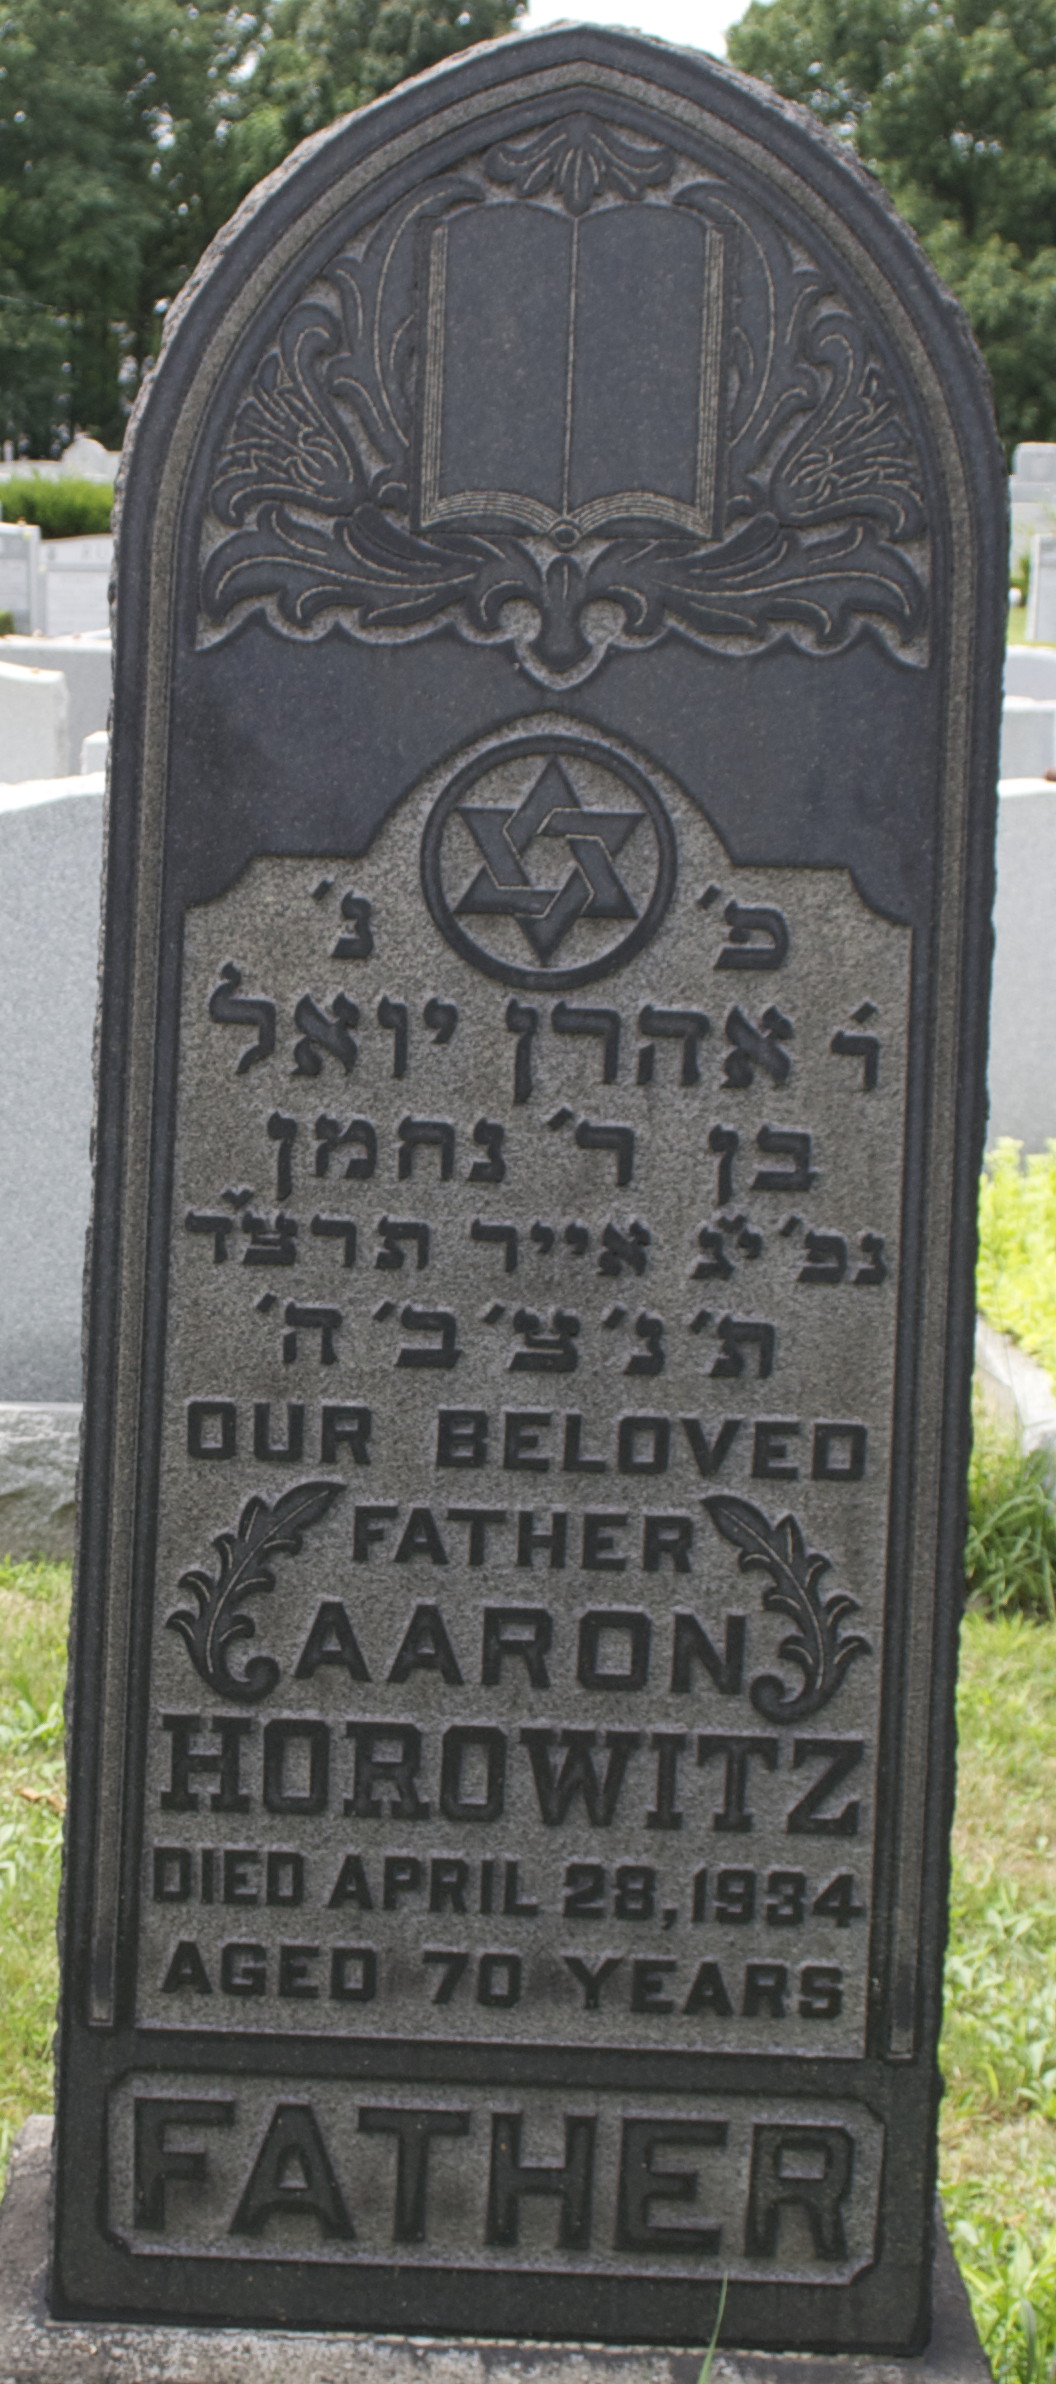 פ׳ נ׳
ר׳ אהרן יואל
בן ר׳ נחמן
נפ׳ י״ג אייר תרצ״ד
ת׳ נ׳ צ׳ ב׳ ה׳
OUR BELOVED
FATHER
AARON
HOROWITZ
DIED APRIL 28, 1934
AGED 70 YEARS
FATHER